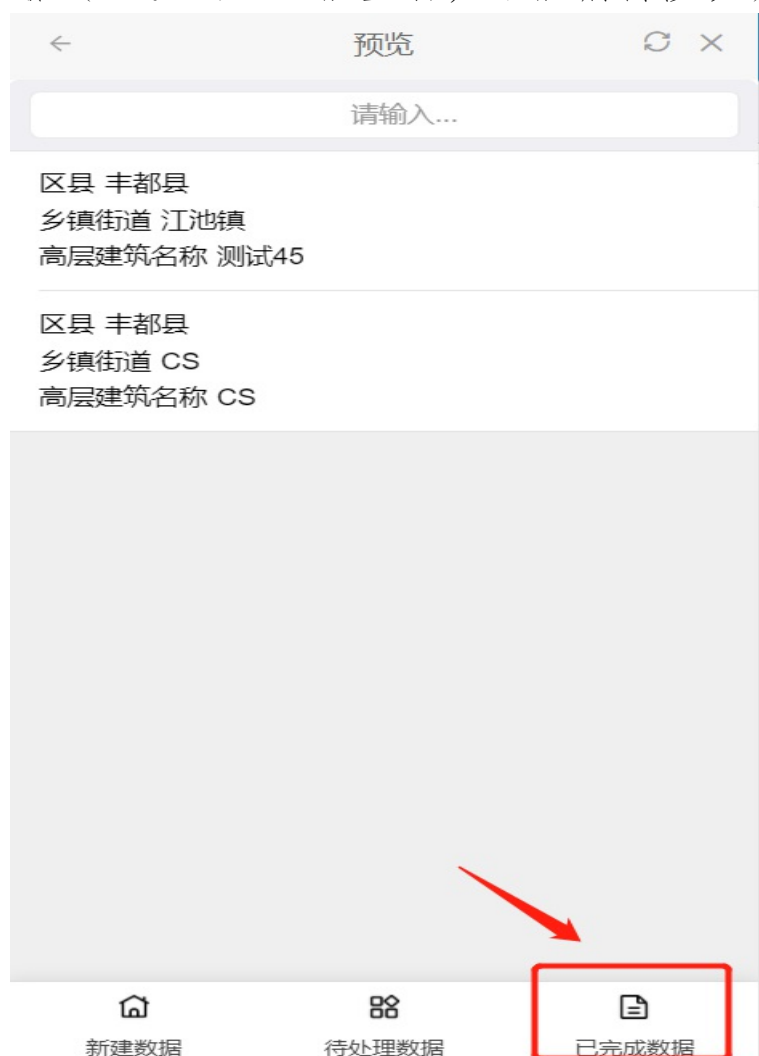 预览
请输入...
区县 丰都县
乡镇街道 江池镇
高层建筑名称 测试45
区县 丰都县
乡镇街道 CS
高层建筑名称 CS
新建数据
待处理数据
已完成数据